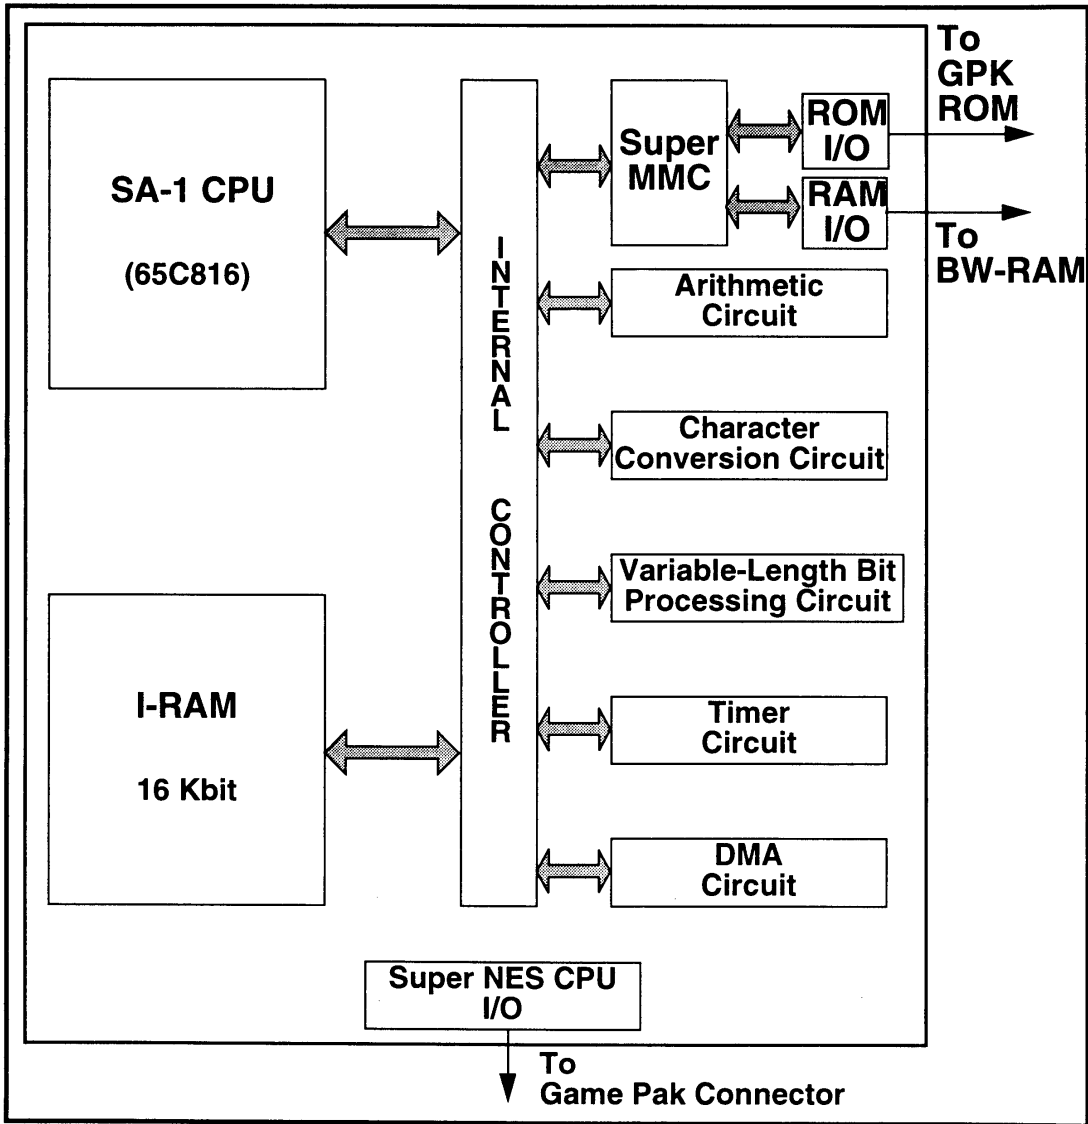 SA-1 CPU
(65C816)
I-RAM
16 Kbit
INTERNAL CONTROLLER
Super
MMC
ROM
I/O
RAM
I/O
To
GPK
ROM
To
BW-RAM
Arithmetic
Circuit
Character
Conversion Circuit
Variable-Length Bit
Processing Circuit
Timer
Circuit
DMA
Circuit
Super NES CPU
I/O
To
Game Pak Connector